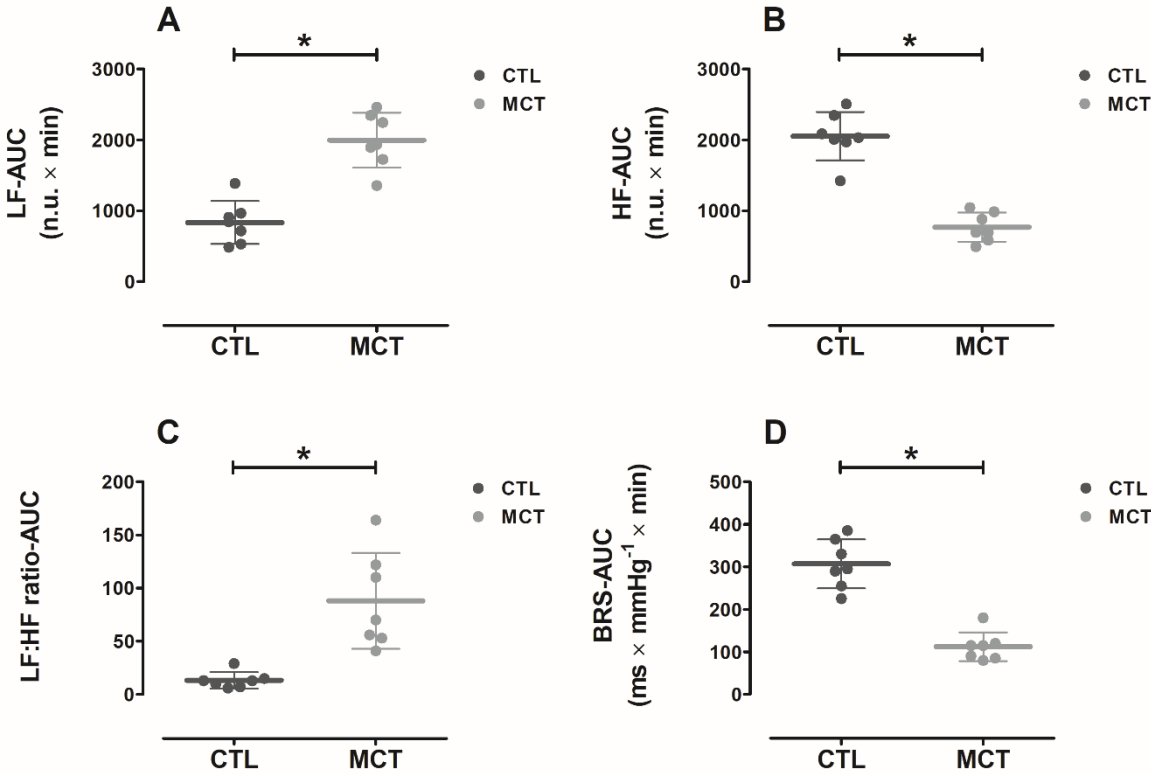 A
*
LF-AUC
(n.u. × min)
3000
2000
1000
0
CTL
MCT
CTL MCT
B
*
HF-AUC
(n.u. × min)
3000
2000
1000
0
CTL
MCT
CTL MCT
C
*
LF:HF ratio-AUC
200
150
100
50
0
CTL
MCT
CTL MCT
D
*
BRS-AUC
(ms × mmHg⁻¹ × min)
500
400
300
200
100
0
CTL
MCT
CTL MCT